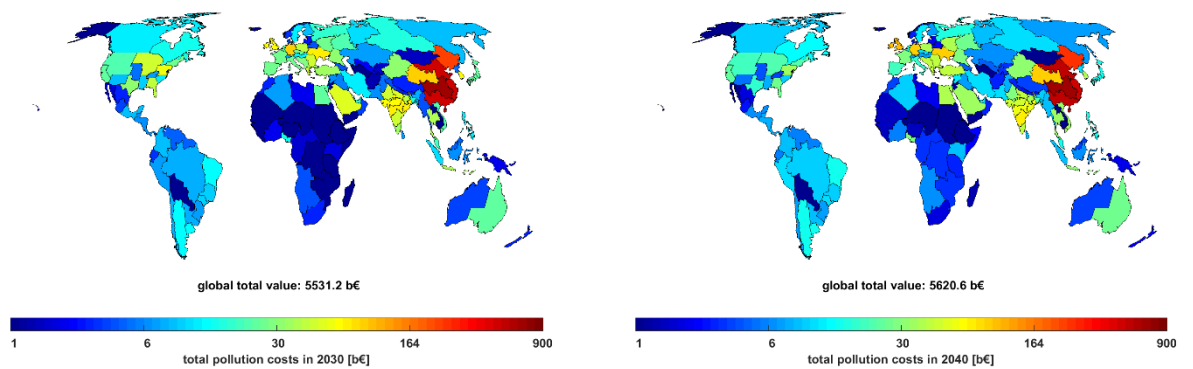 global total value: 5531.2 b€
1 6 30 164 900
total pollution costs in 2030 [b€]
global total value: 5620.6 b€
1 6 30 164 900
total pollution costs in 2040 [b€]